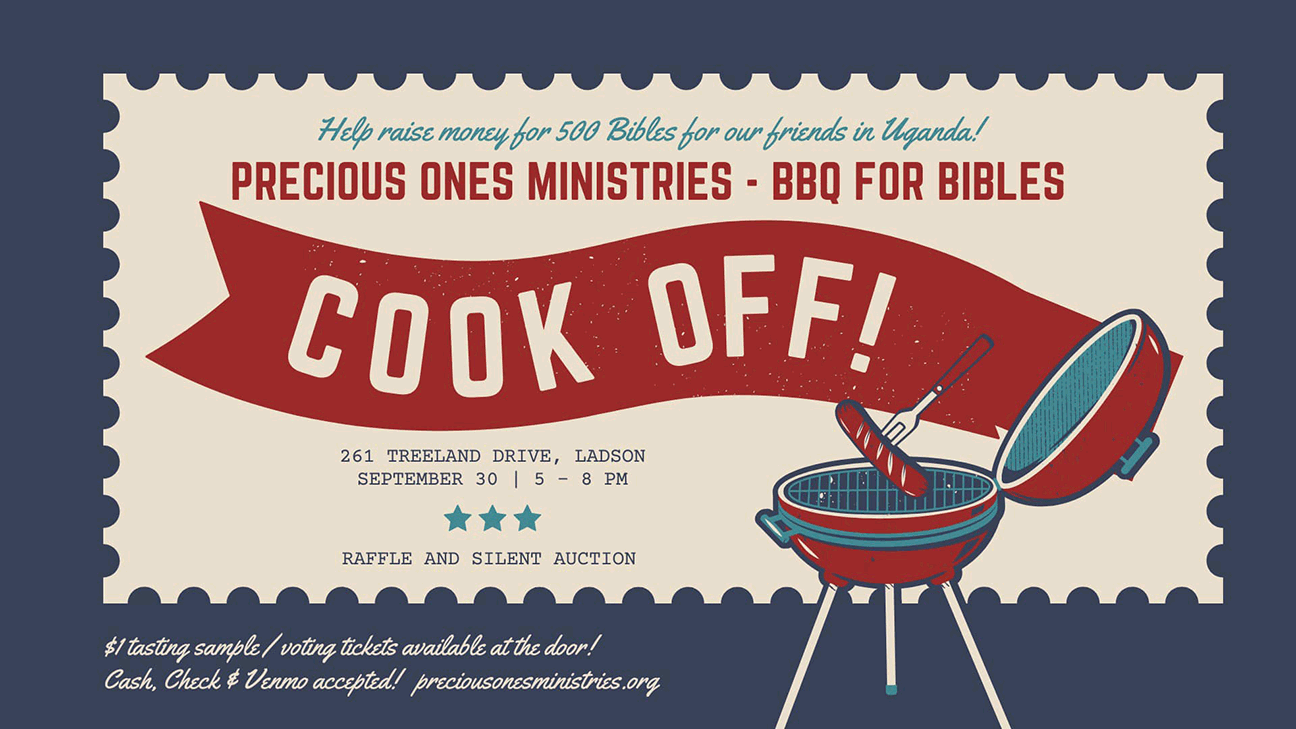 Help raise money for 500 Bibles for our friends in Uganda!
PRECIOUS ONES MINISTRIES - BBQ FOR BIBLES
COOK OFF!
261 TREELAND DRIVE, LADSON
SEPTEMBER 30 | 5 – 8 PM
RAFFLE AND SILENT AUCTION
$1 tasting sample / voting tickets available at the door!
Cash, Check & Venmo accepted! preciousonesministries.org